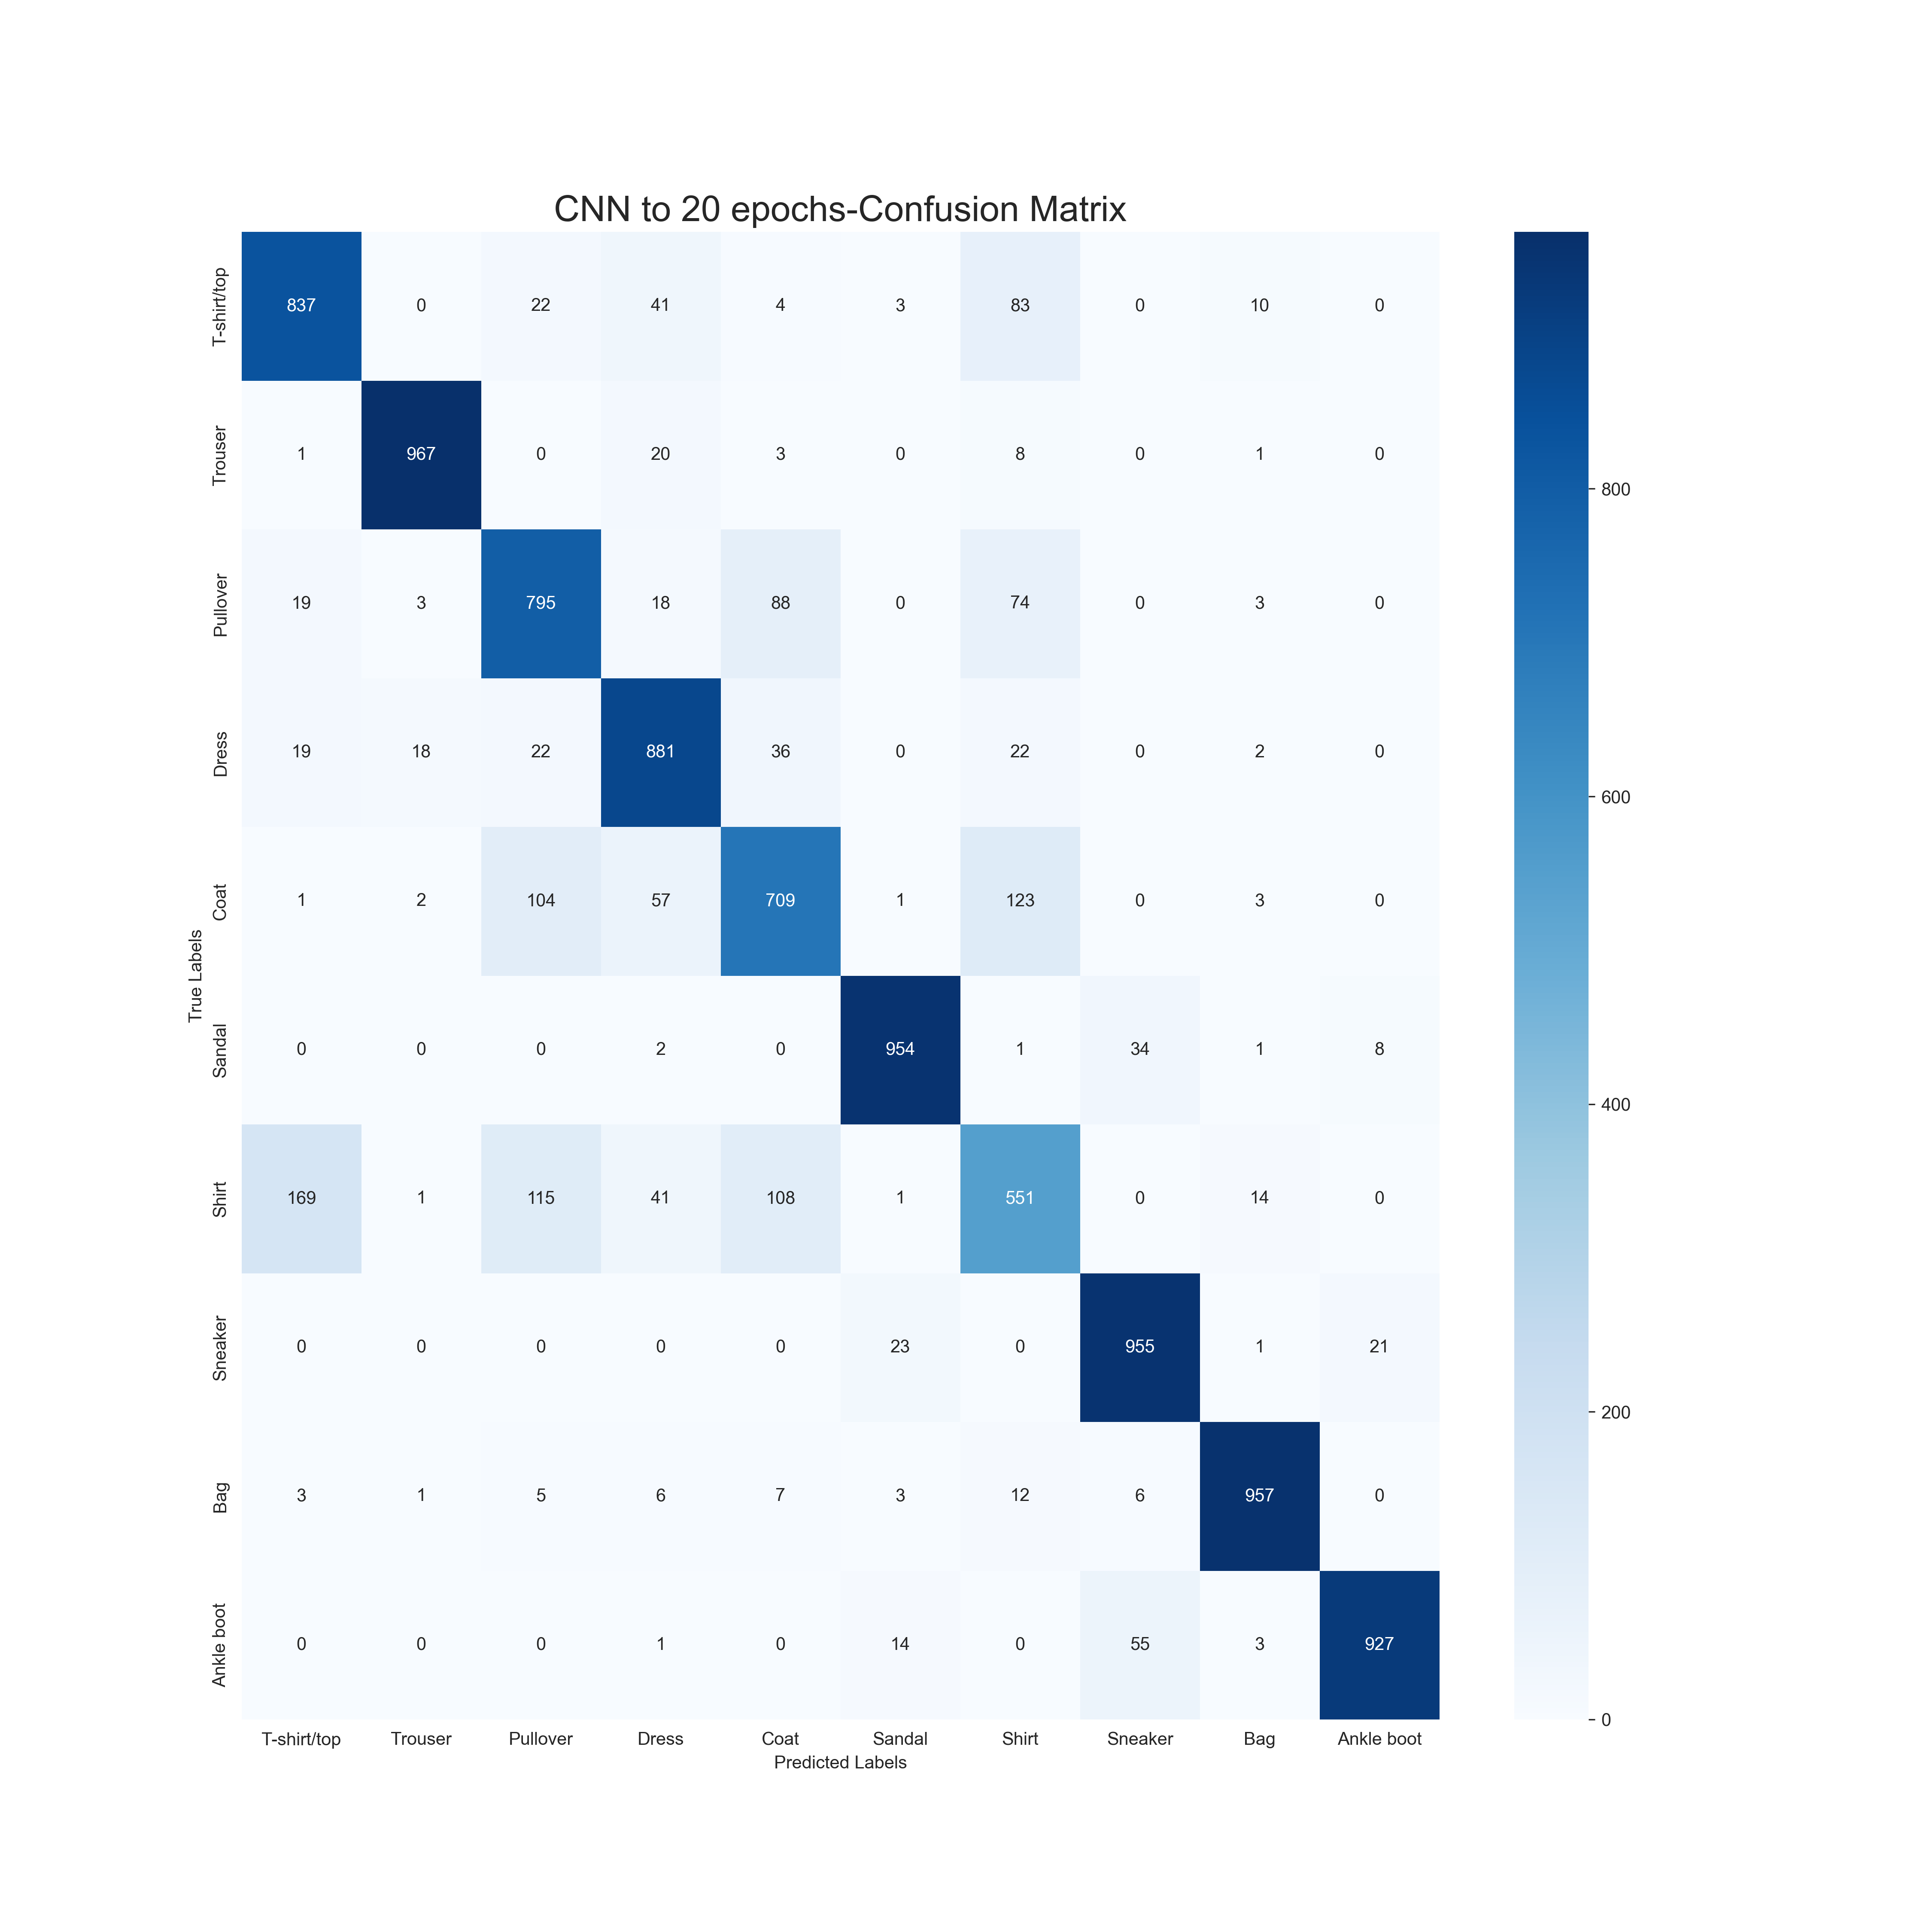 CNN to 20 epochs-Confusion Matrix
T-shirt/top 837 0 22 41 4 3 83 0 10 0
Trouser 1 967 0 20 3 0 8 0 1 0
Pullover 19 3 795 18 88 0 74 0 3 0
Dress 19 18 22 881 36 0 22 0 2 0
Coat 1 2 104 57 709 1 123 0 3 0
Sandal 0 0 0 2 0 954 1 34 1 8
Shirt 169 1 115 41 108 1 551 0 14 0
Sneaker 0 0 0 0 0 23 0 955 1 21
Bag 3 1 5 6 7 3 12 6 957 0
Ankle boot 0 0 0 1 0 14 0 55 3 927
True Labels
T-shirt/top Trouser Pullover Dress Coat Sandal Shirt Sneaker Bag Ankle boot
Predicted Labels
800
600
400
200
0